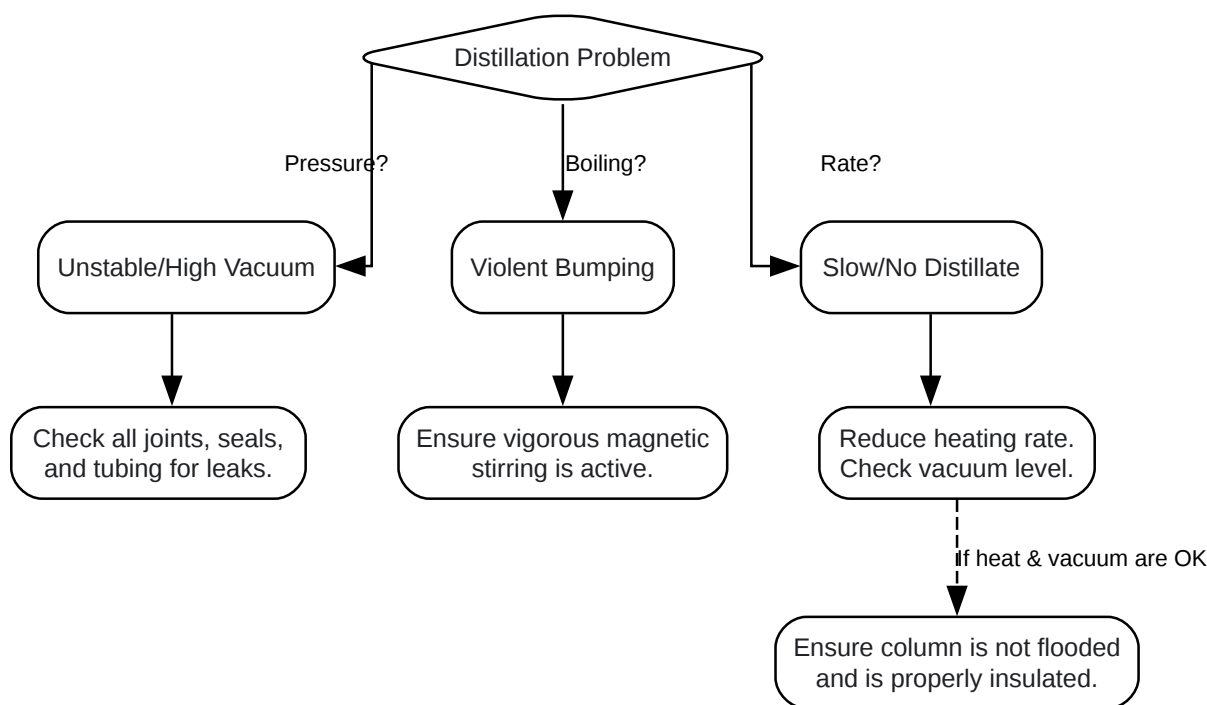 Distillation Problem
Pressure?
Boiling?
Rate?
Unstable/High Vacuum
Violent Bumping
Slow/No Distillate
Check all joints, seals,
and tubing for leaks.
Ensure vigorous magnetic
stirring is active.
Reduce heating rate.
Check vacuum level.
If heat & vacuum are OK
Ensure column is not flooded
and is properly insulated.